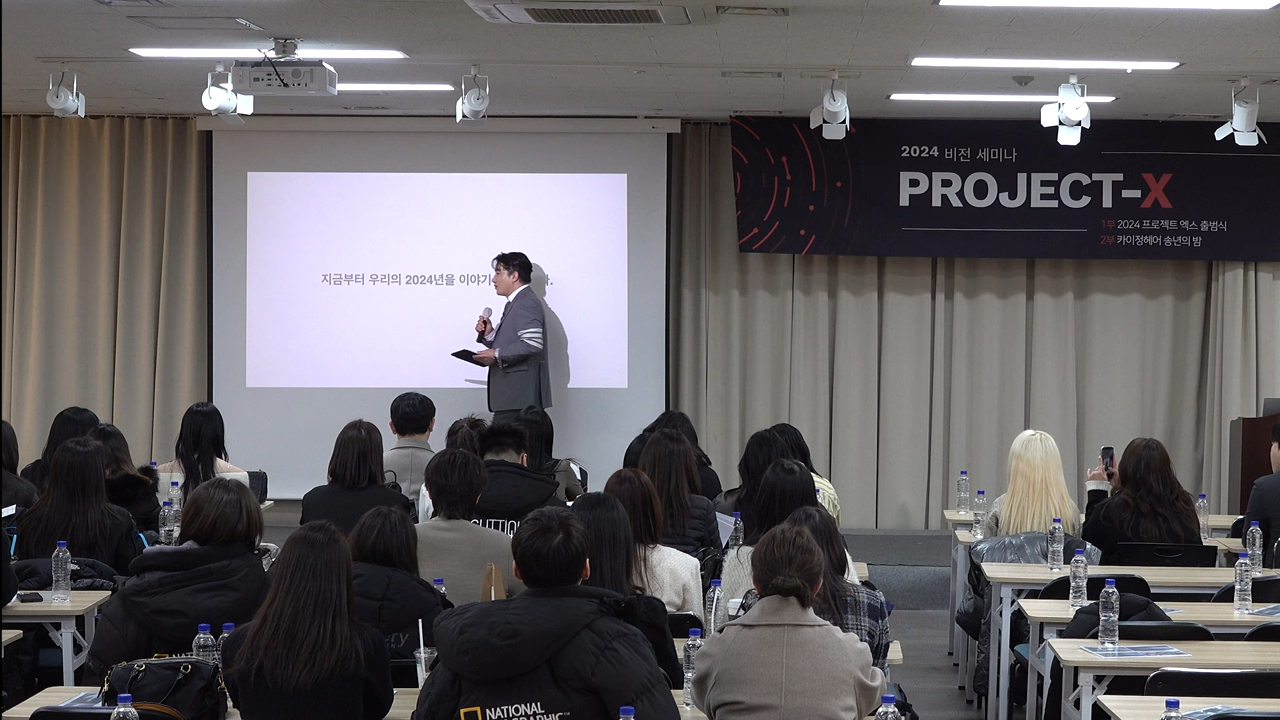 2024 비전 세미나
PROJECT-X
1부 2024 프로젝트 엑스 출범식
2부 카이정헤어 송년의 밤
지금부터 우리의 2024년을 이야기
NATIONAL